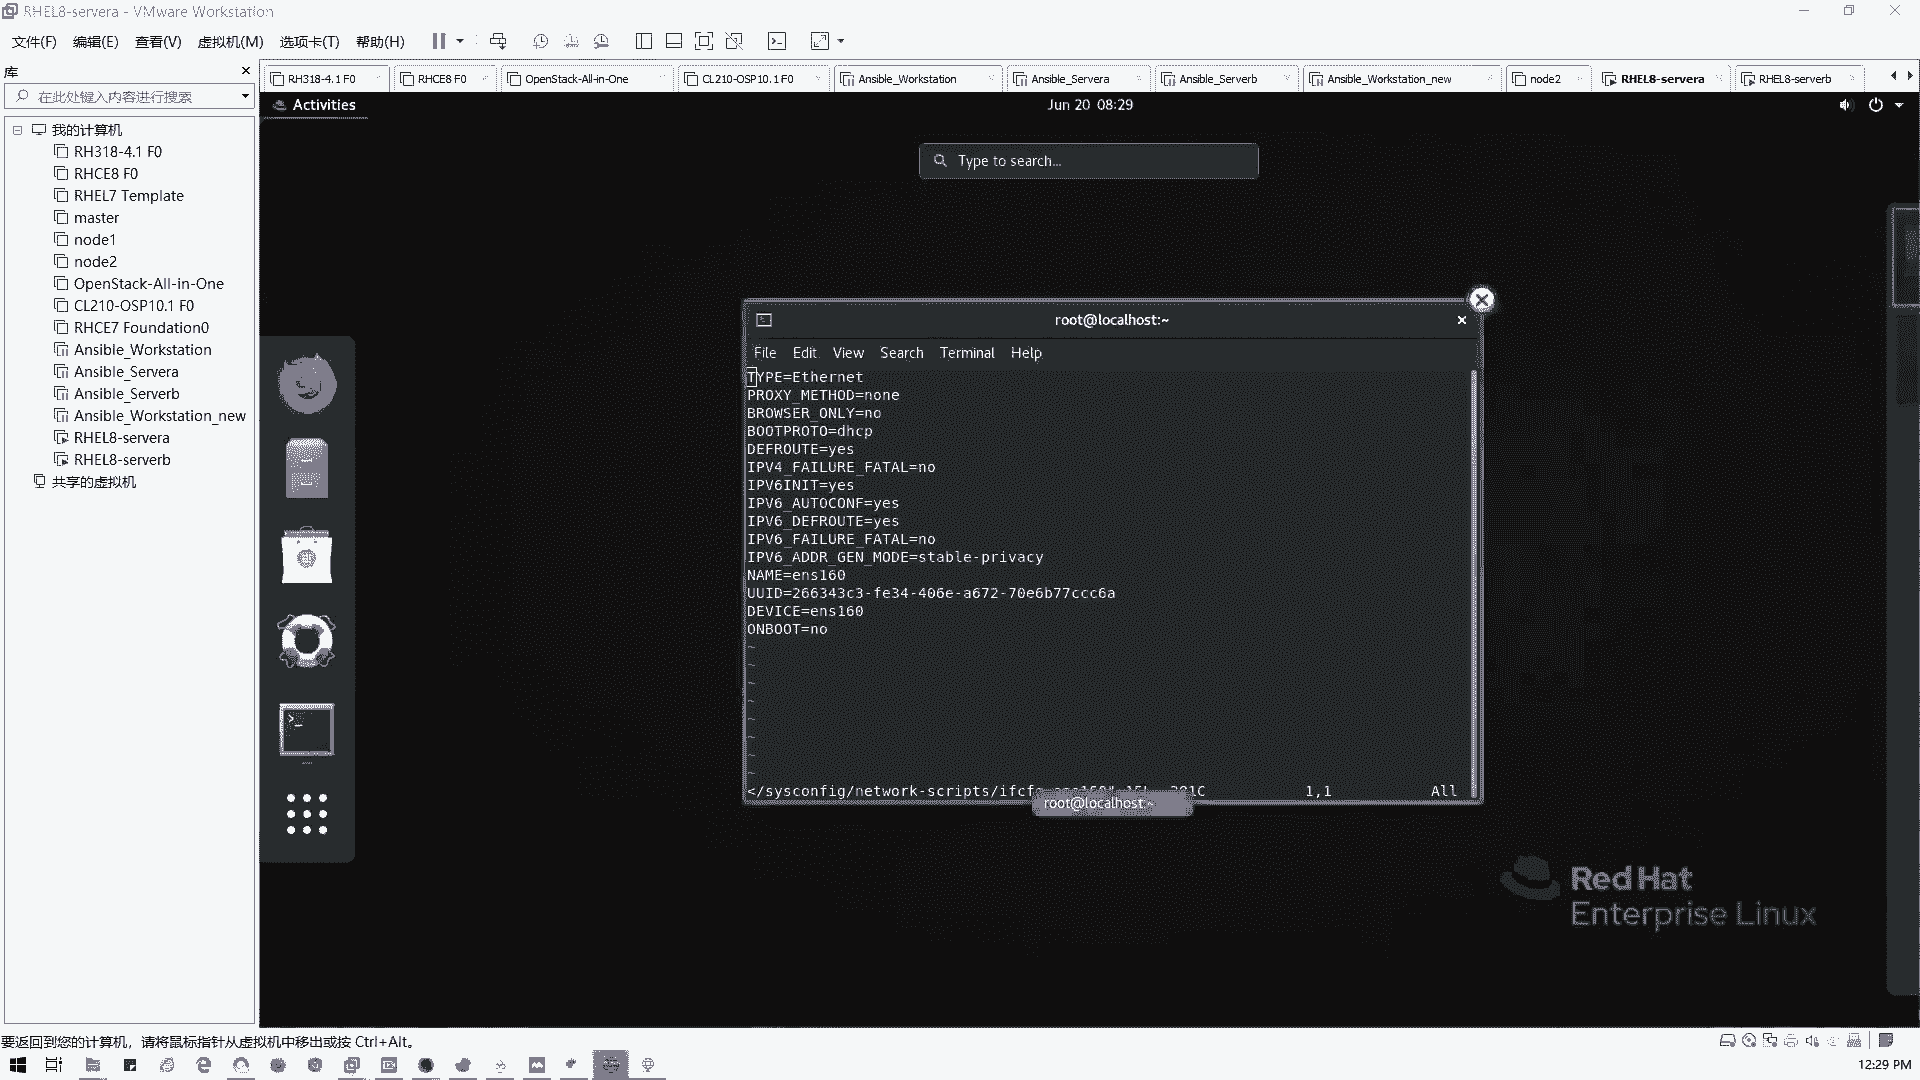 RHEL8-servera - VMware Workstation
文件(F) 编辑(E) 查看(V) 虚拟机(M) 选项卡(T) 帮助(H)
库
在此处键入内容进行搜索
我的计算机
RH318-4.1 F0
RHCE8 F0
RHEL7 Template
master
node1
node2
OpenStack-All-in-One
CL210-OSP10.1 F0
RHCE7 Foundation0
Ansible_Workstation
Ansible_Servera
Ansible_Serverb
Ansible_Workstation_new
RHEL8-servera
RHEL8-serverb
共享的虚拟机
RH318-4.1 F0 RHCE8 F0 OpenStack-All-in-One CL210-OSP10.1 F0 Ansible_Workstation Ansible_Servera Ansible_Serverb Ansible_Workstation_new node2 RHEL8-servera RHEL8-serverb
Activities Jun 20 08:29
Type to search...
root@localhost:~
File Edit View Search Terminal Help
TYPE=Ethernet
PROXY_METHOD=none
BROWSER_ONLY=no
BOOTPROTO=dhcp
DEFROUTE=yes
IPV4_FAILURE_FATAL=no
IPV6INIT=yes
IPV6_AUTOCONF=yes
IPV6_DEFROUTE=yes
IPV6_FAILURE_FATAL=no
IPV6_ADDR_GEN_MODE=stable-privacy
NAME=ens160
UUID=266343c3-fe34-406e-a672-70e6b77ccc6a
DEVICE=ens160
ONBOOT=no
~
~
~
~
~
~
~
~
1,1 All
root@localhost:~
Red Hat
Enterprise Linux
要返回到您的计算机，请将鼠标指针从虚拟机中移出或按 Ctrl+Alt。
12:29 PM